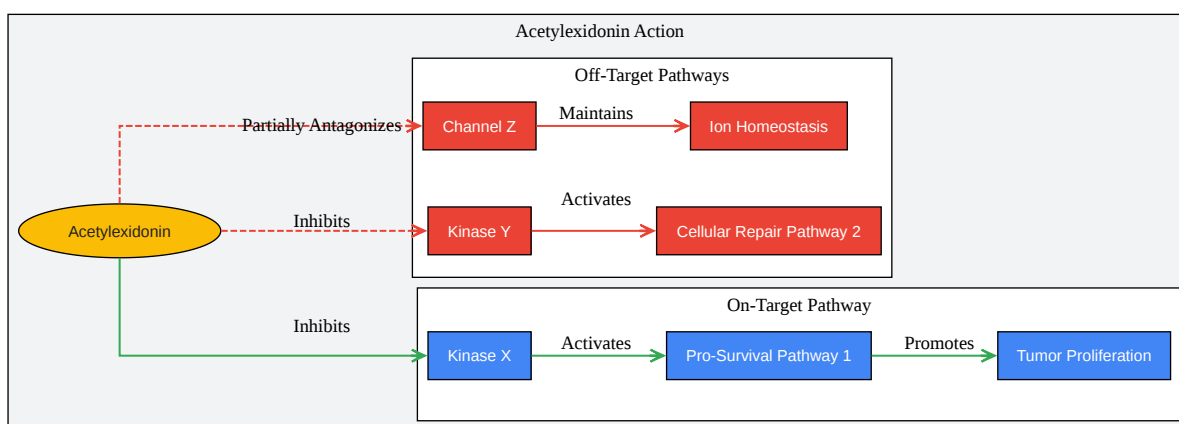 Acetylexidonin Action
Off-Target Pathways
Partially Antagonizes
Channel Z
Maintains
Ion Homeostasis
Acetylexidonin
Inhibits
Kinase Y
Activates
Cellular Repair Pathway 2
On-Target Pathway
Inhibits
Kinase X
Activates
Pro-Survival Pathway 1
Promotes
Tumor Proliferation